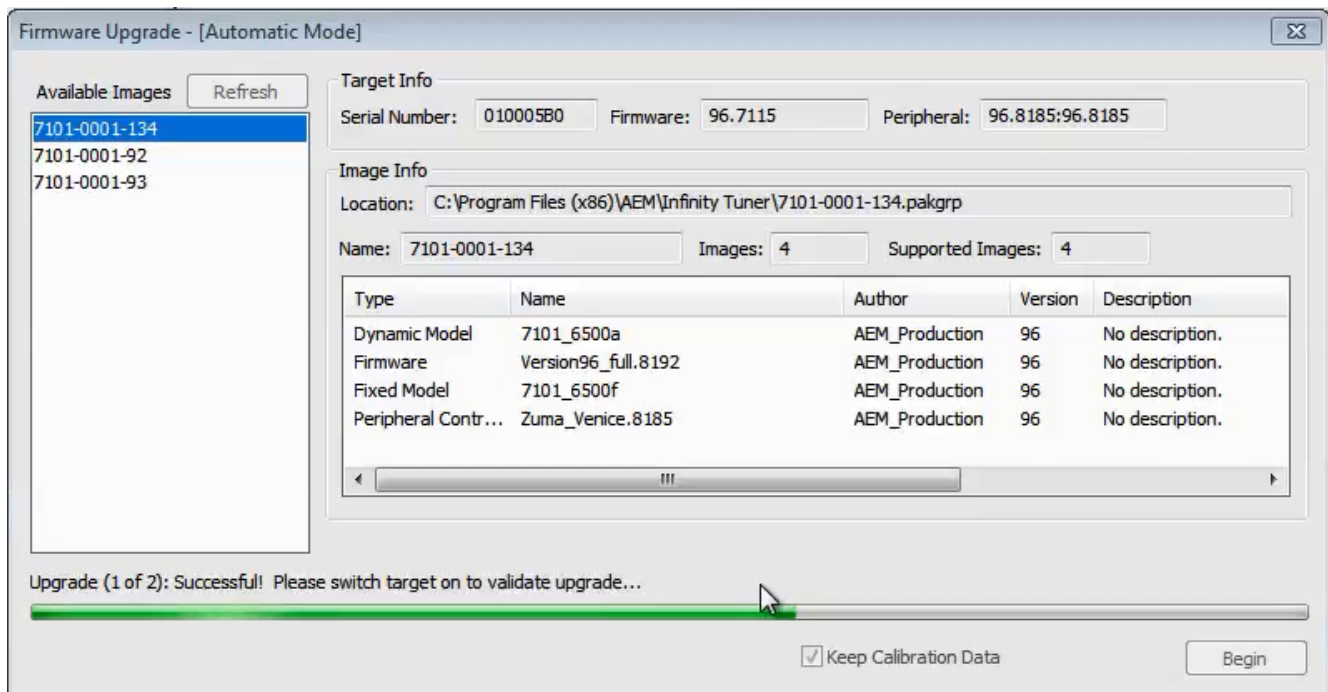 Firmware Upgrade - [Automatic Mode]
Available Images
Refresh
7101-0001-134
7101-0001-92
7101-0001-93
Target Info
Serial Number: 010005B0 Firmware: 96.7115 Peripheral: 96.8185:96.8185
Image Info
Location: C:\Program Files (x86)\AEM\Infinity Tuner\7101-0001-134.pakgrp
Name: 7101-0001-134 Images: 4 Supported Images: 4
Type Name Author Version Description
Dynamic Model 7101_6500a AEM_Production 96 No description.
Firmware Version96_full.8192 AEM_Production 96 No description.
Fixed Model 7101_6500f AEM_Production 96 No description.
Peripheral Contr... Zuma_Venice.8185 AEM_Production 96 No description.
Upgrade (1 of 2): Successful! Please switch target on to validate upgrade...
Keep Calibration Data
Begin